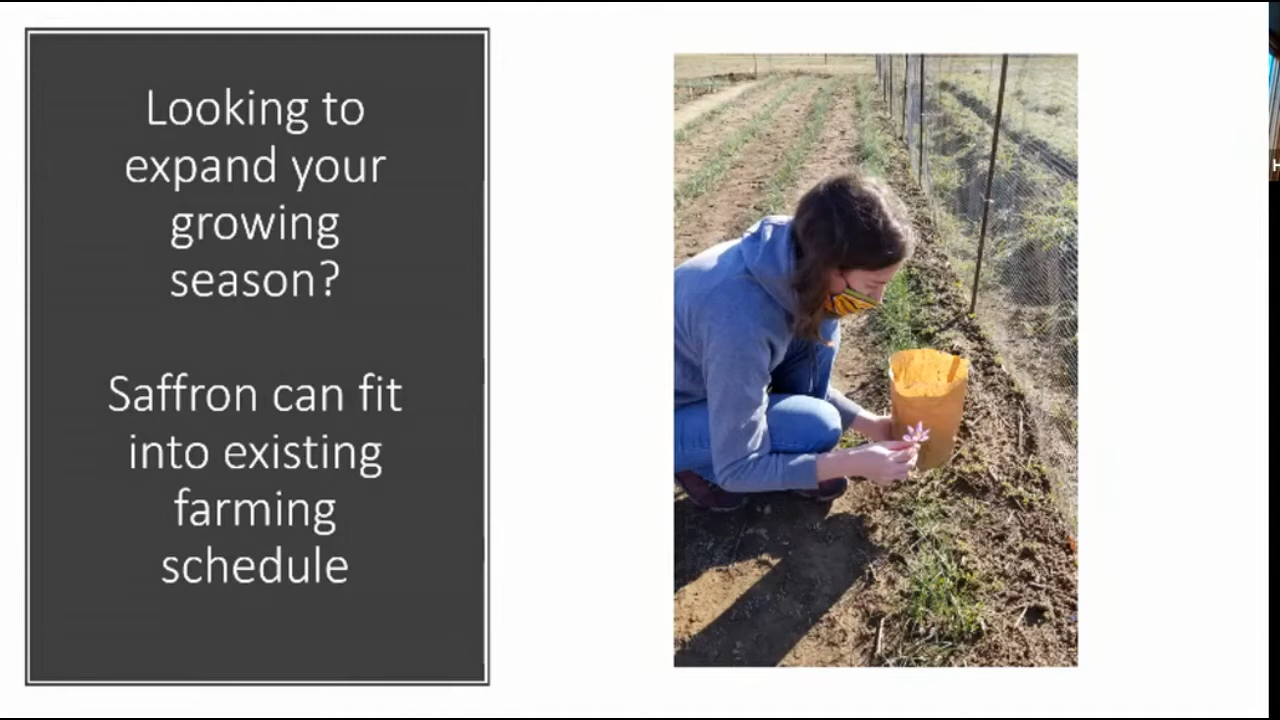 Looking to
expand your
growing
season?
Saffron can fit
into existing
farming
schedule
H